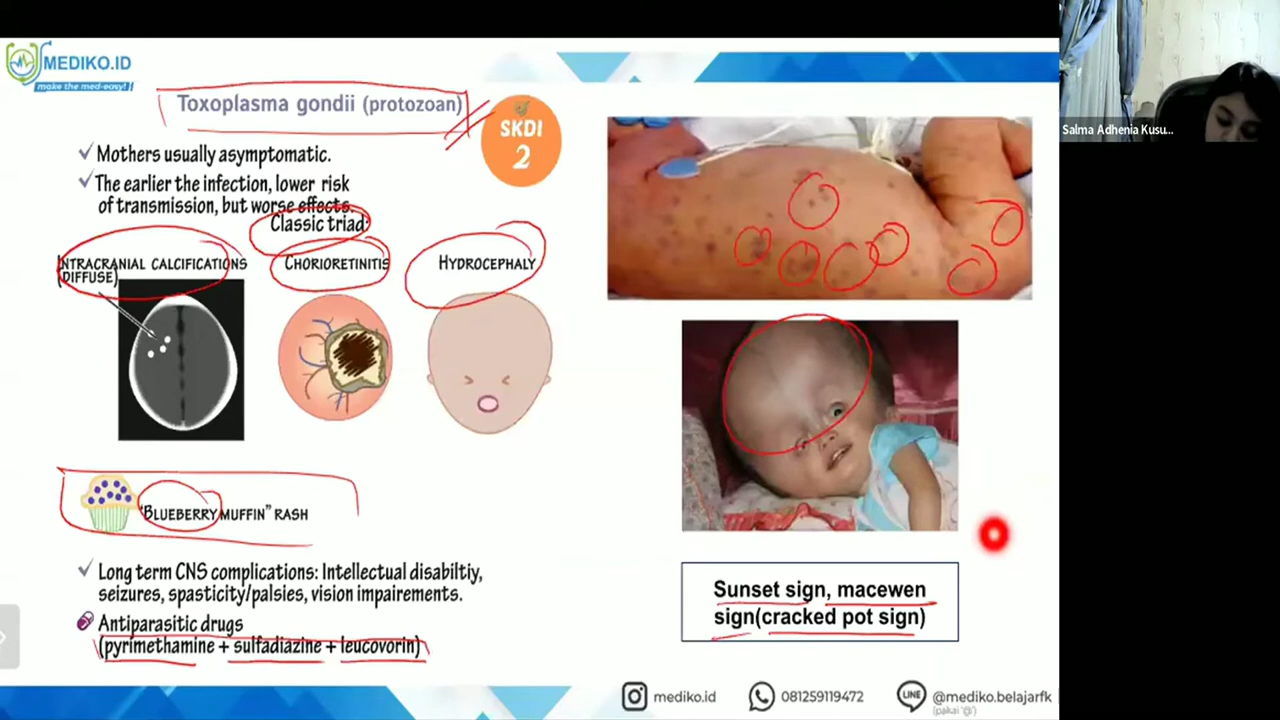 MEDIKO.ID
make the med-easy!
Toxoplasma gondii (protozoan)
SKDI
2
Mothers usually asymptomatic.
The earlier the infection, lower risk
of transmission, but worse effects.
Classic triad:
INTRACRANIAL CALCIFICATIONS
(DIFFUSE)
CHORIORETINITIS
HYDROCEPHALY
"BLUEBERRY MUFFIN" RASH
Long term CNS complications: Intellectual disabiltiy,
seizures, spasticity/palsies, vision impairements.
Antiparasitic drugs
(pyrimethamine + sulfadiazine + leucovorin)
Sunset sign, macewen
sign(cracked pot sign)
mediko.id
081259119472
LINE
@mediko.belajarfk
(pakai '@')
Salma Adhenia Kusu...